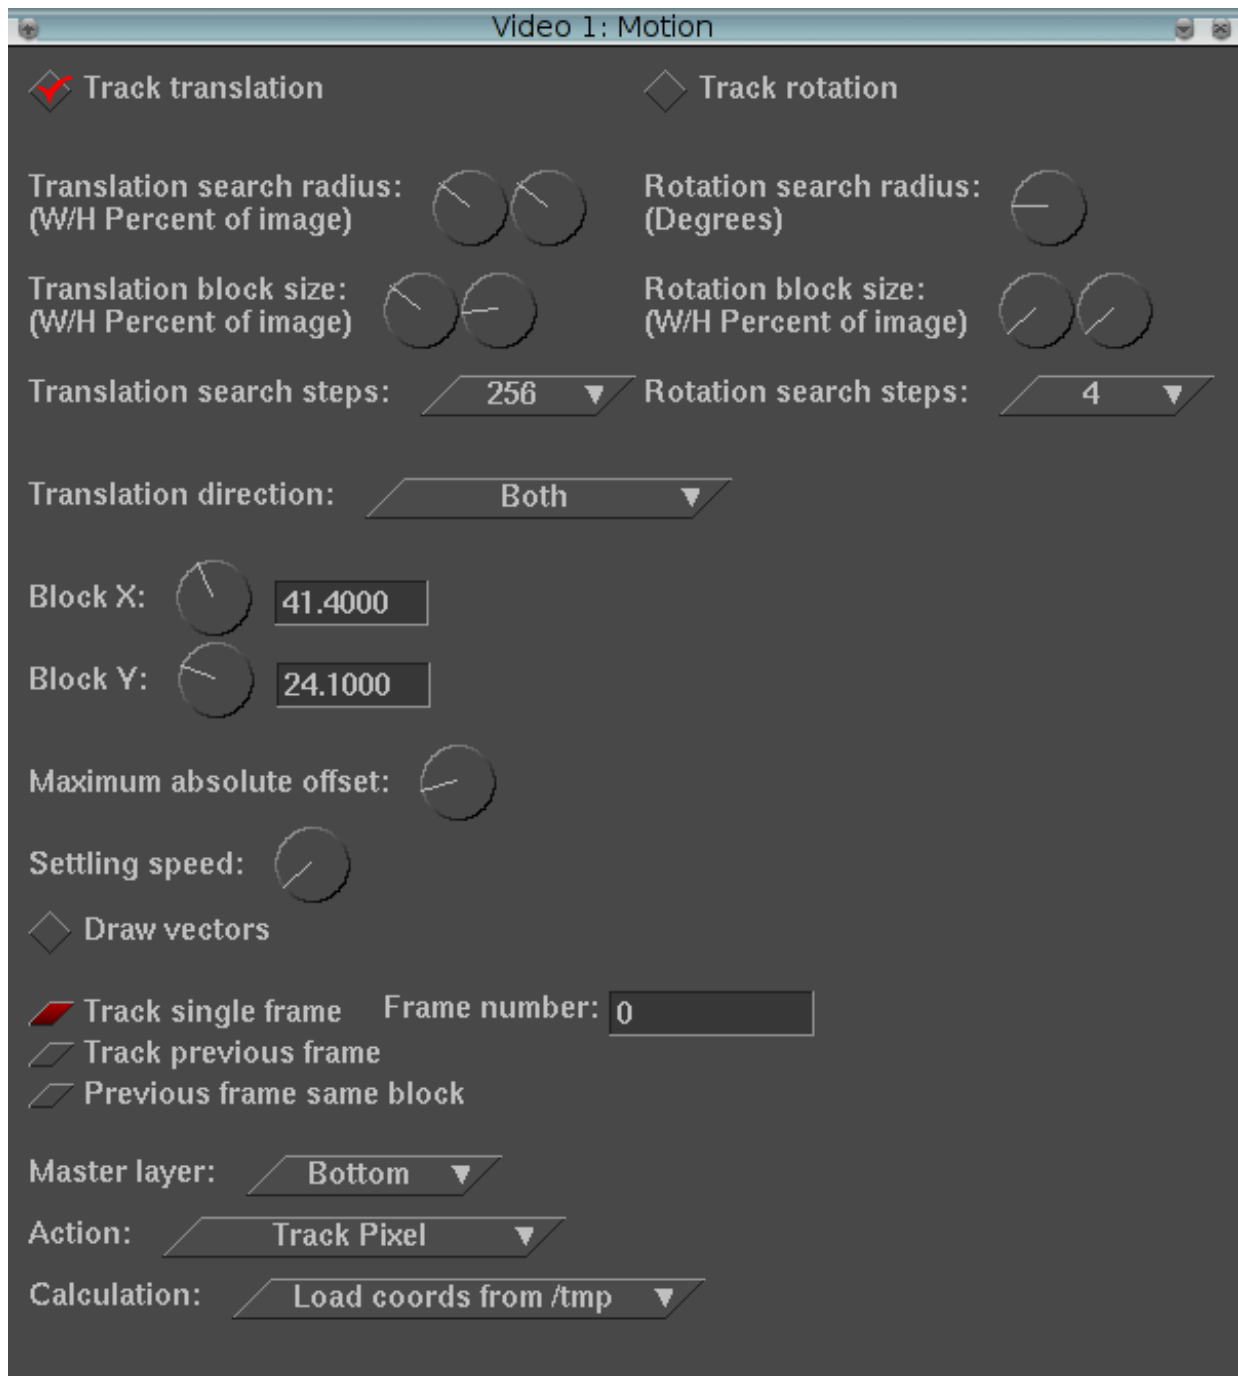 Video 1: Motion
Track translation
Track rotation
Translation search radius:
(W/H Percent of image)
Rotation search radius:
(Degrees)
Translation block size:
(W/H Percent of image)
Rotation block size:
(W/H Percent of image)
Translation search steps: 256
Rotation search steps: 4
Translation direction: Both
Block X: 41.4000
Block Y: 24.1000
Maximum absolute offset:
Settling speed:
Draw vectors
Track single frame Frame number: 0
Track previous frame
Previous frame same block
Master layer: Bottom
Action: Track Pixel
Calculation: Load coords from /tmp